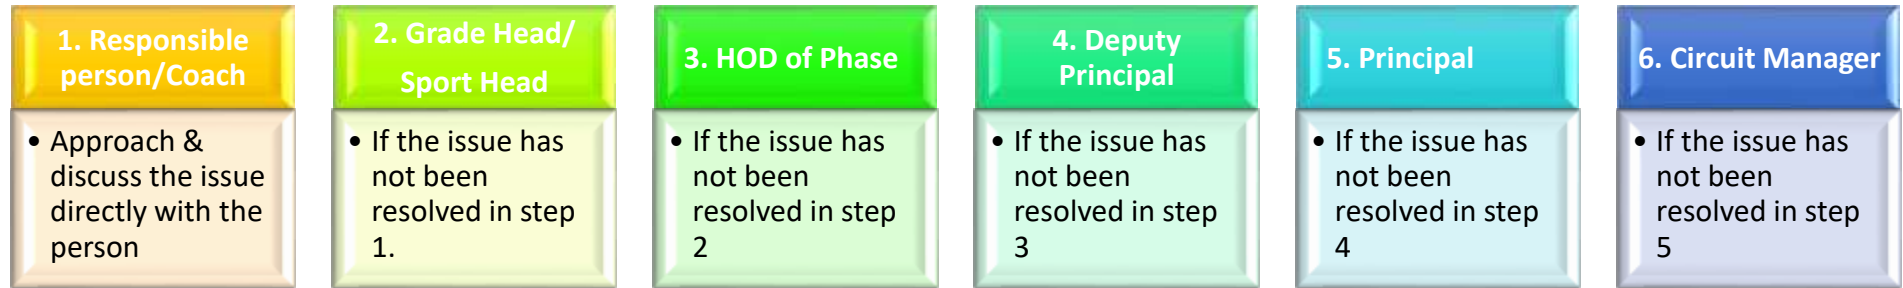 1. Responsible
person/Coach
• Approach &
discuss the issue
directly with the
person
2. Grade Head/
Sport Head
• If the issue has
not been
resolved in step
1.
3. HOD of Phase
• If the issue has
not been
resolved in step
2
4. Deputy
Principal
• If the issue has
not been
resolved in step
3
5. Principal
• If the issue has
not been
resolved in step
4
6. Circuit Manager
• If the issue has
not been
resolved in step
5